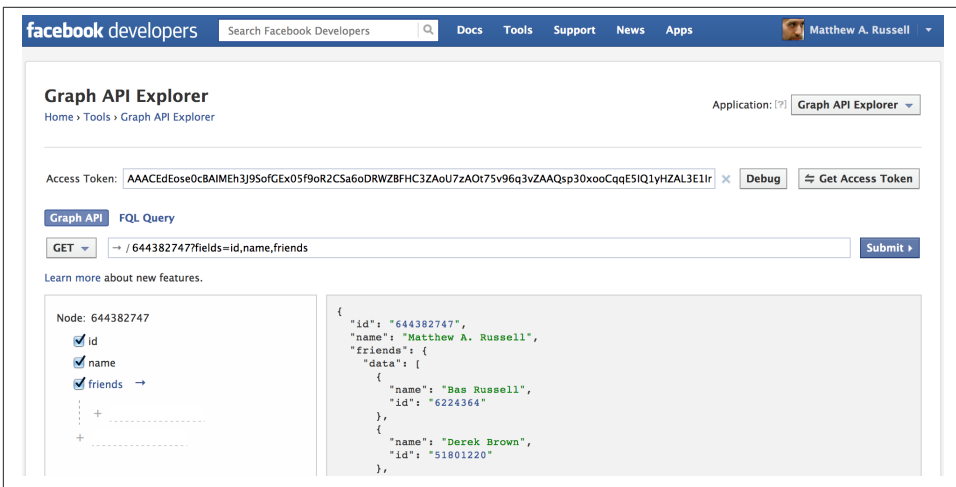 facebook developers Search Facebook Developers Docs Tools Support News Apps Matthew A. Russell
Graph API Explorer
Application: [?] Graph API Explorer
Home › Tools › Graph API Explorer
Access Token: AAACEdEose0cBAIMEh3J9SofGEx05f9oR2CSa6oDRWZBFHC3ZAoU7zAOt75v96q3vZAAQsp30xooCqqE5IQ1yHZAL3E1Ir × Debug ⇋ Get Access Token
Graph API FQL Query
GET → / 644382747?fields=id,name,friends Submit
Learn more about new features.
Node: 644382747
id
name
friends →
+
+
{
"id": "644382747",
"name": "Matthew A. Russell",
"friends": {
"data": [
{
"name": "Bas Russell",
"id": "6224364"
},
{
"name": "Derek Brown",
"id": "51801220"
},